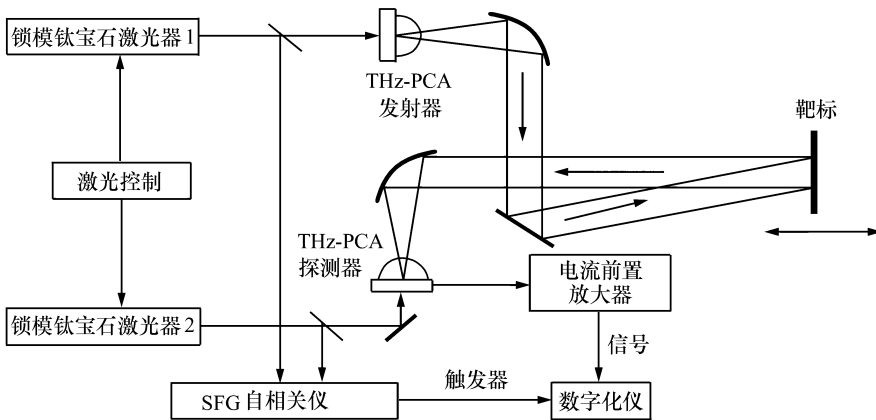 锁模钛宝石激光器1
THz-PCA
发射器
靶标
激光控制
THz-PCA
探测器
电流前置
放大器
锁模钛宝石激光器2
信号
触发器
SFG 自相关仪
数字化仪